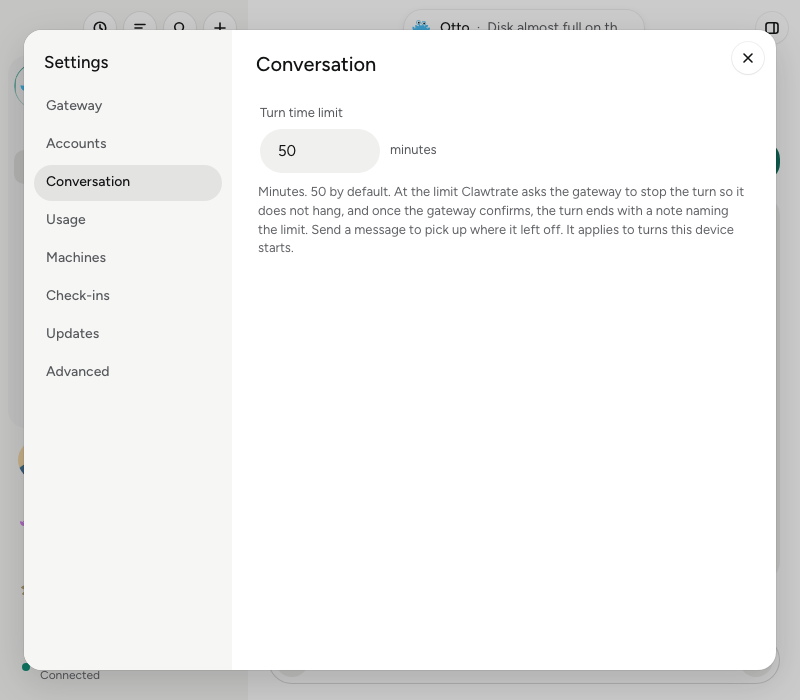 Otto · Disk almost full on th
Settings
Gateway
Accounts
Conversation
Usage
Machines
Check-ins
Updates
Advanced
Conversation
Turn time limit
50 minutes
Minutes. 50 by default. At the limit Clawtrate asks the gateway to stop the turn so it
does not hang, and once the gateway confirms, the turn ends with a note naming
the limit. Send a message to pick up where it left off. It applies to turns this device
starts.
Connected